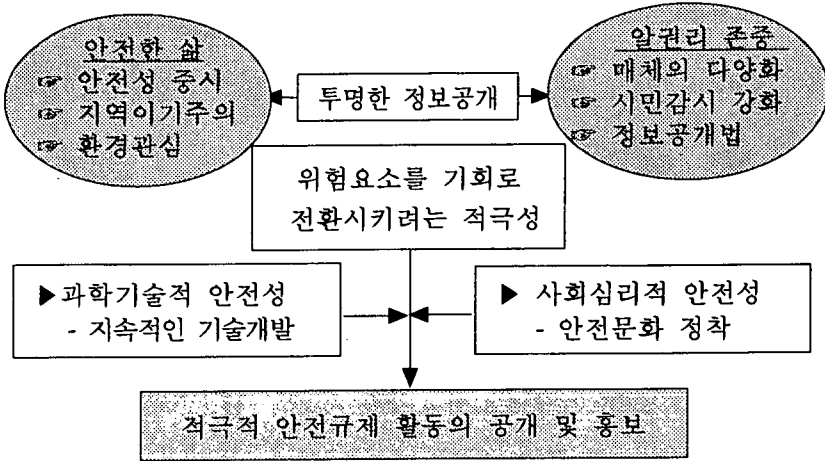 안전한 삶
☞ 안전성 중시
☞ 지역이기주의
☞ 환경관심
투명한 정보공개
알권리 존중
☞ 매체의 다양화
☞ 시민감시 강화
☞ 정보공개법
위험요소를 기회로
전환시키려는 적극성
▶과학기술적 안전성
- 지속적인 기술개발
▶ 사회심리적 안전성
- 안전문화 정착
적극적 안전규제 활동의 공개 및 홍보